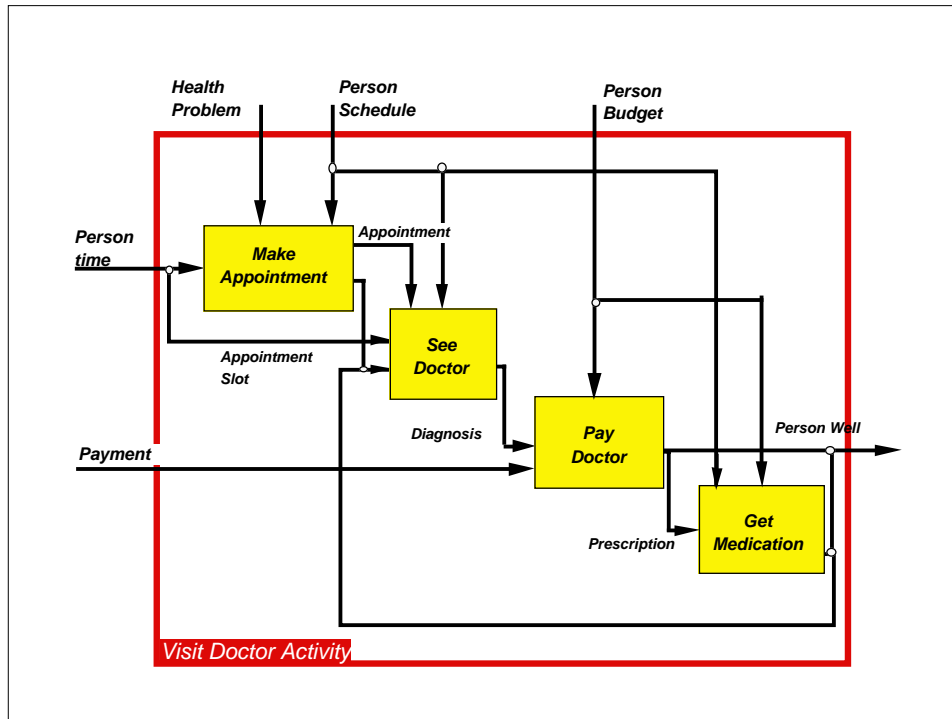 Health
Problem
Person
Schedule
Person
Budget
Person
time
Make
Appointment
Appointment
See
Doctor
Appointment
Slot
Diagnosis
Pay
Doctor
Person Well
Payment
Prescription
Get
Medication
Visit Doctor Activity